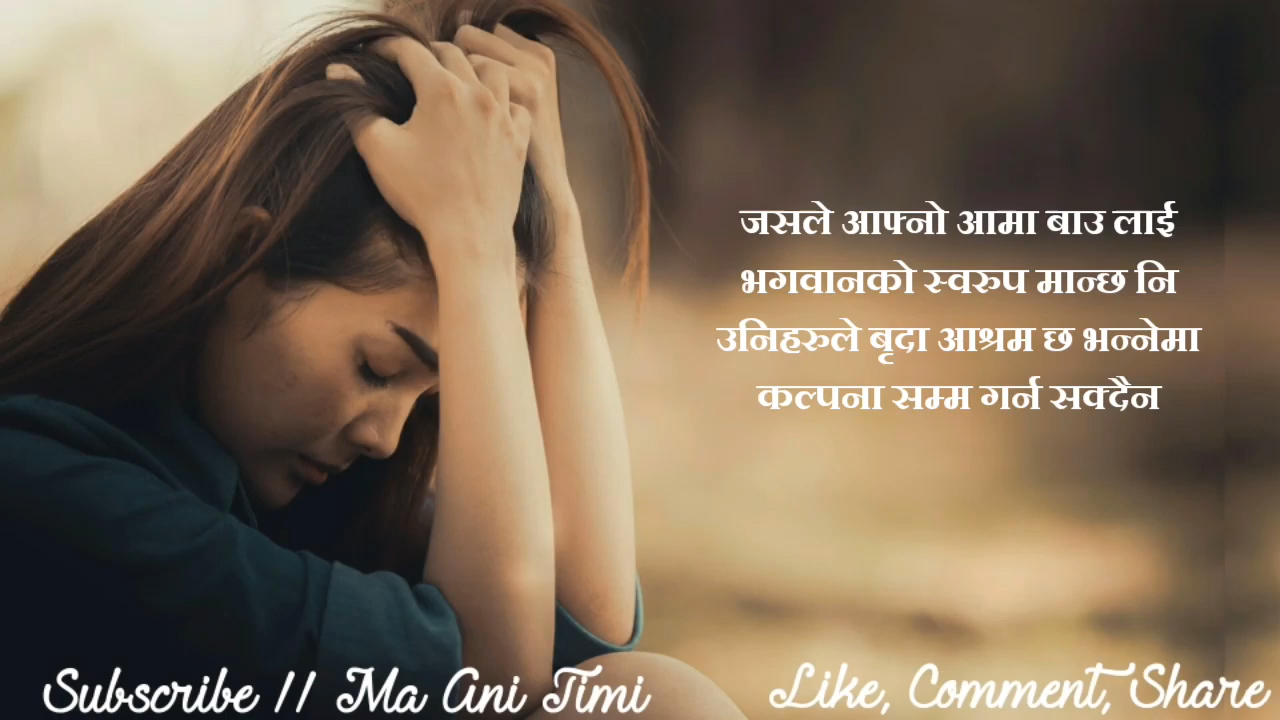 जसले आफ्नो आमा बाउ लाई
भगवानको स्वरुप मान्छ नि
उनिहरुले बृदा आश्रम छ भन्नेमा
कल्पना सम्म गर्न सक्दैन
Subscribe // Ma Ani Timi
Like, Comment, Share